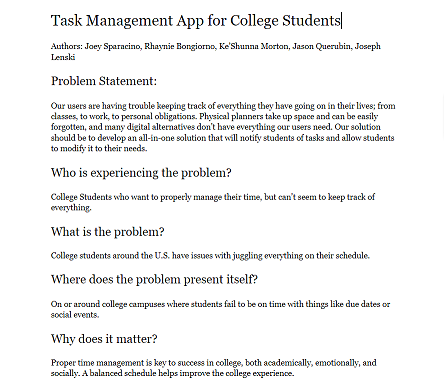 Task Management App for College Students
Authors: Joey Sparacino, Rhaynie Bongiorno, Ke'Shunna Morton, Jason Querubin, Joseph
Lenski
Problem Statement:
Our users are having trouble keeping track of everything they have going on in their lives; from
classes, to work, to personal obligations. Physical planners take up space and can be easily
forgotten, and many digital alternatives don't have everything our users need. Our solution
should be to develop an all-in-one solution that will notify students of tasks and allow students
to modify it to their needs.
Who is experiencing the problem?
College Students who want to properly manage their time, but can't seem to keep track of
everything.
What is the problem?
College students around the U.S. have issues with juggling everything on their schedule.
Where does the problem present itself?
On or around college campuses where students fail to be on time with things like due dates or
social events.
Why does it matter?
Proper time management is key to success in college, both academically, emotionally, and
socially. A balanced schedule helps improve the college experience.